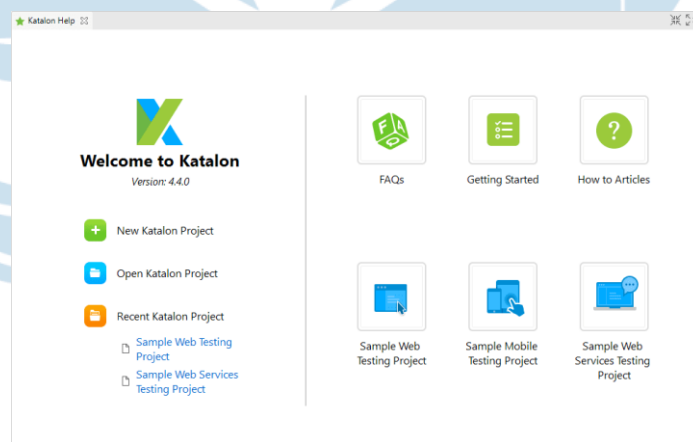 Katalon Help
Welcome to Katalon
Version: 4.4.0
New Katalon Project
Open Katalon Project
Recent Katalon Project
Sample Web Testing
Project
Sample Web Services
Testing Project
FAQ
FAQs
Getting Started
?
How to Articles
Sample Web
Testing Project
Sample Mobile
Testing Project
Sample Web
Services Testing
Project